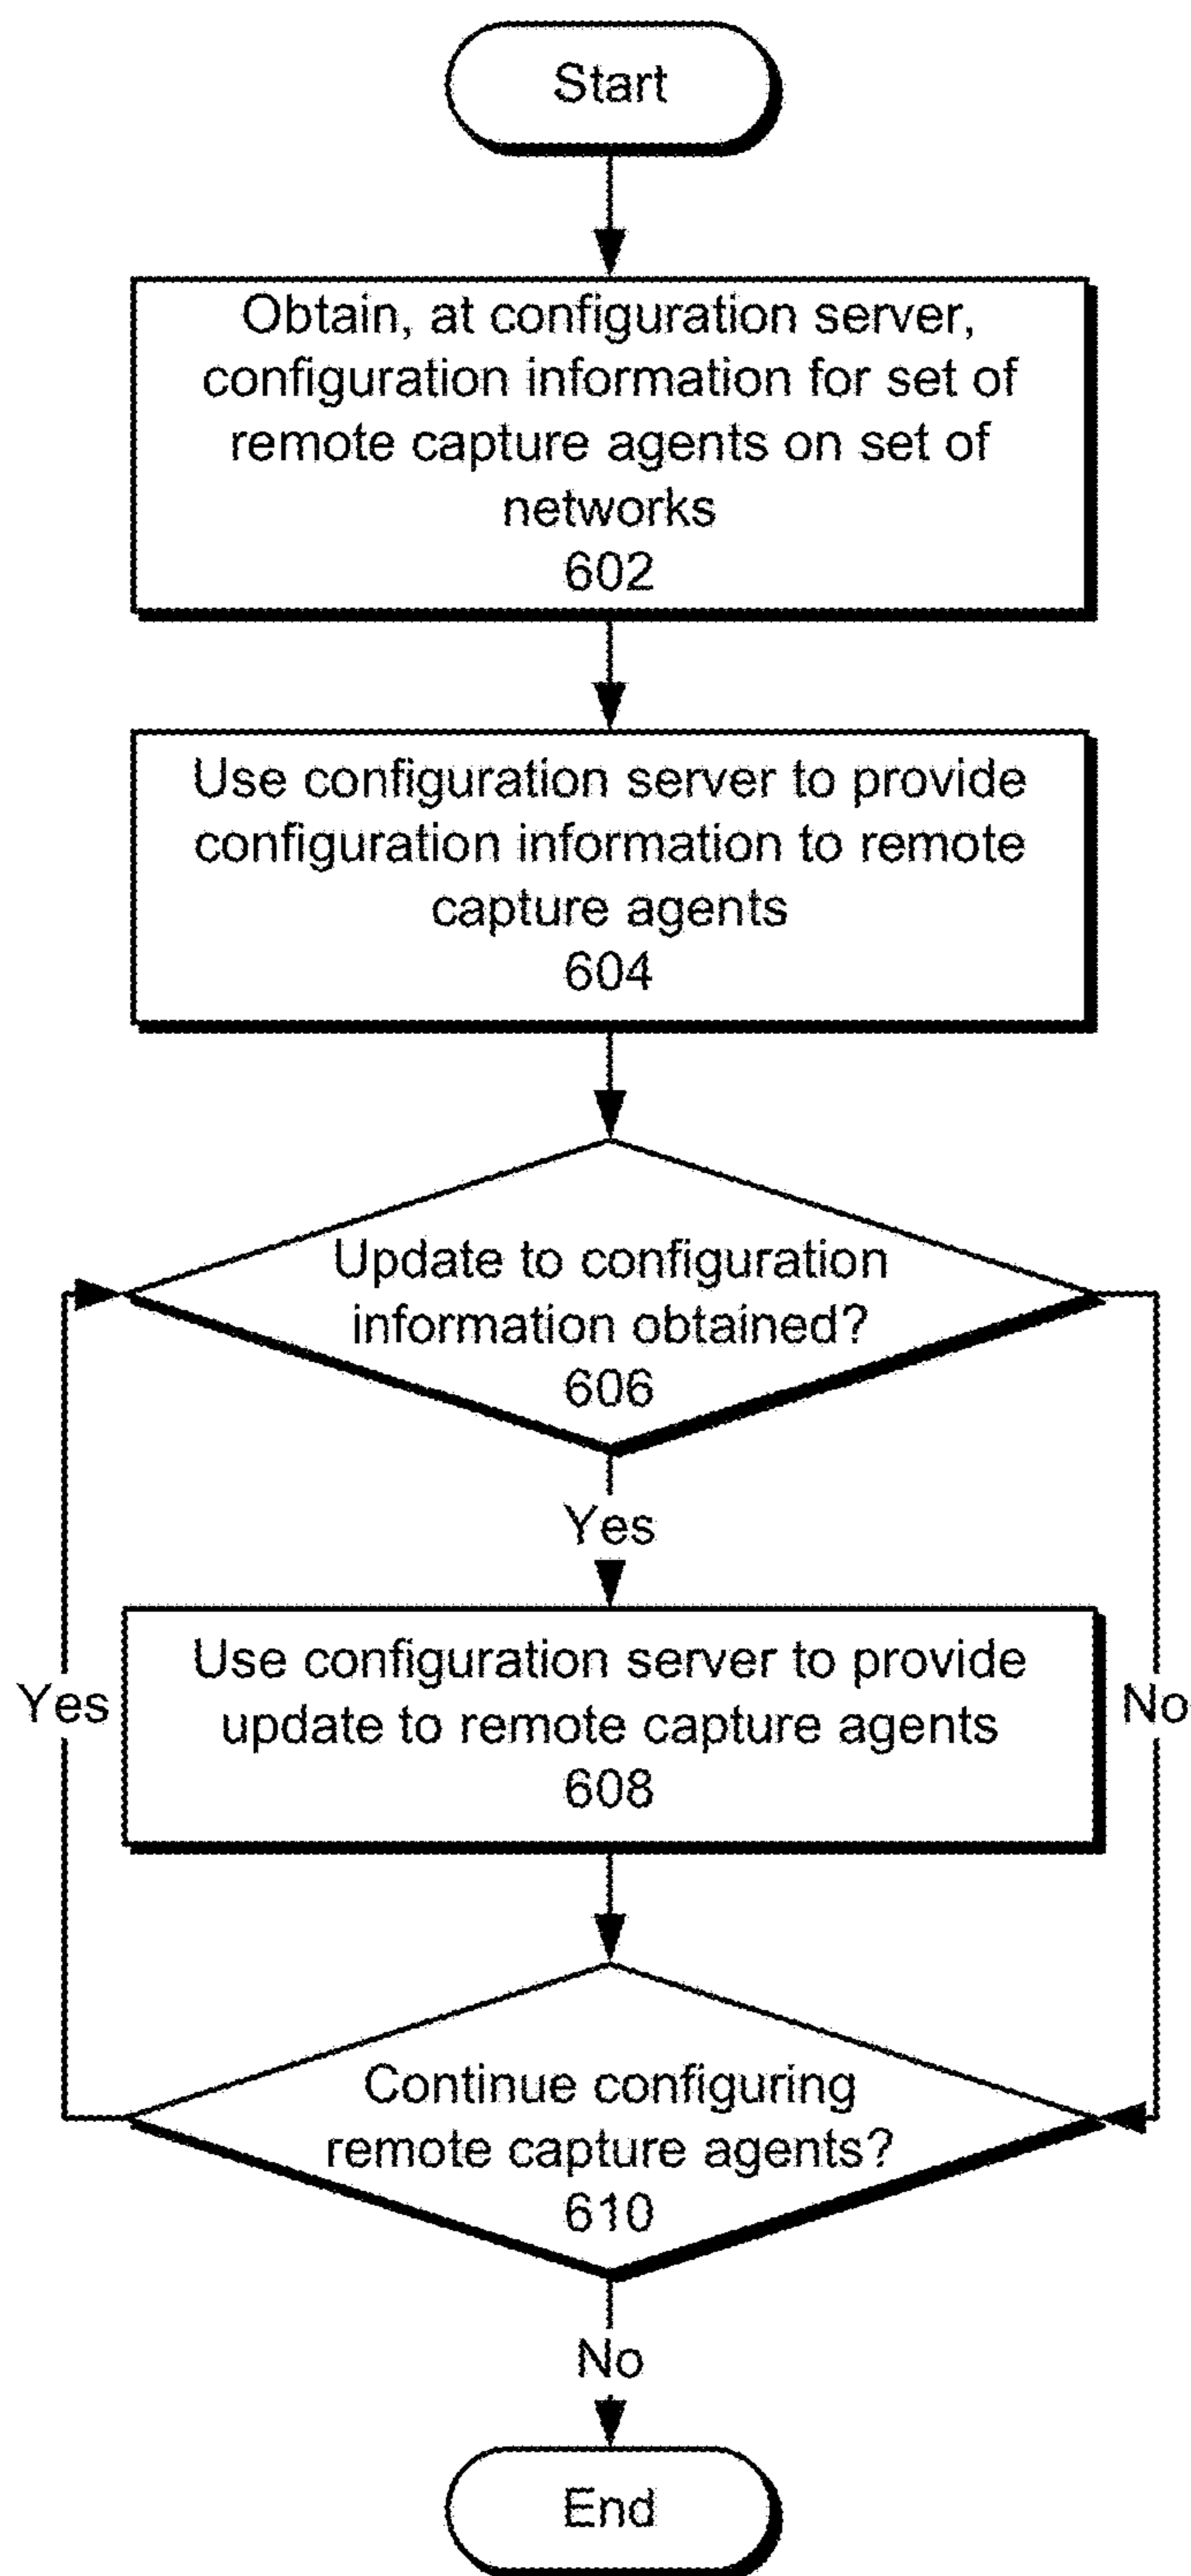 Start
Obtain, at configuration server,
configuration information for set of
remote capture agents on set of
networks
602
Use configuration server to provide
configuration information to remote
capture agents
604
Update to configuration
information obtained?
606
Yes
Use configuration server to provide
update to remote capture agents
608
Yes
No
Continue configuring
remote capture agents?
610
No
End